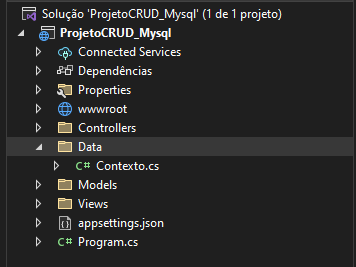 Solução 'ProjetoCRUD_Mysql' (1 de 1 projeto)
ProjetoCRUD_Mysql
Connected Services
Dependências
Properties
wwwroot
Controllers
Data
C# Contexto.cs
Models
Views
appsettings.json
C# Program.cs